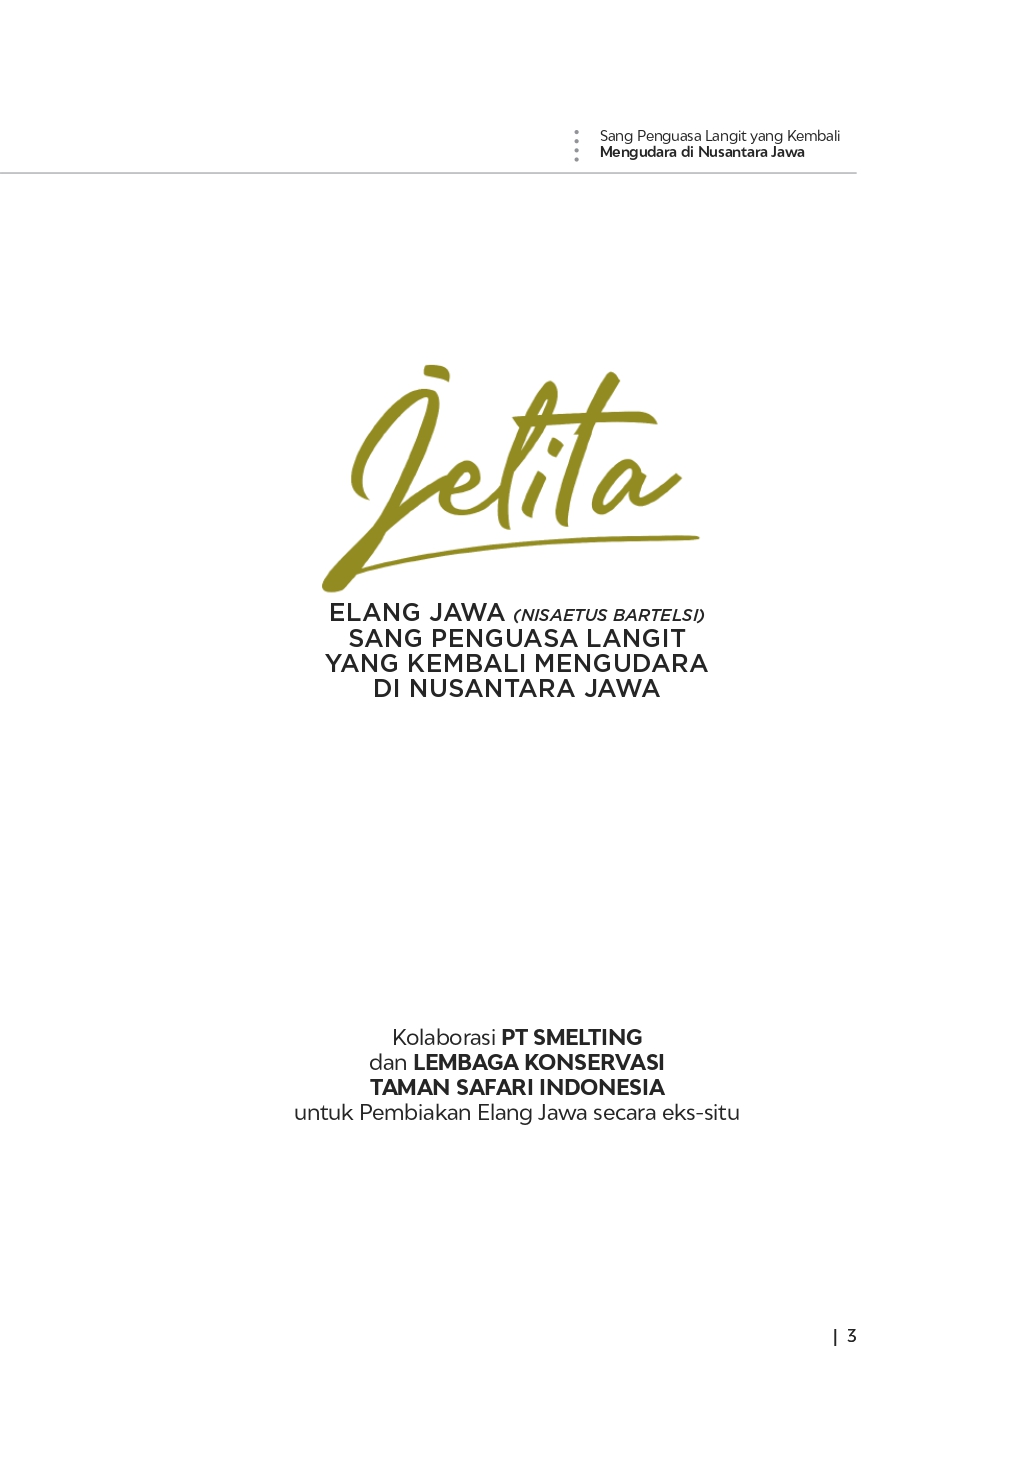 Sang Penguasa Langit yang Kembali
Mengudara di Nusantara Jawa
Jelita
ELANG JAWA (NISAETUS BARTELSI)
SANG PENGUASA LANGIT
YANG KEMBALI MENGUDARA
DI NUSANTARA JAWA
Kolaborasi PT SMELTING
dan LEMBAGA KONSERVASI
TAMAN SAFARI INDONESIA
untuk Pembiakan Elang Jawa secara eks-situ
| 3